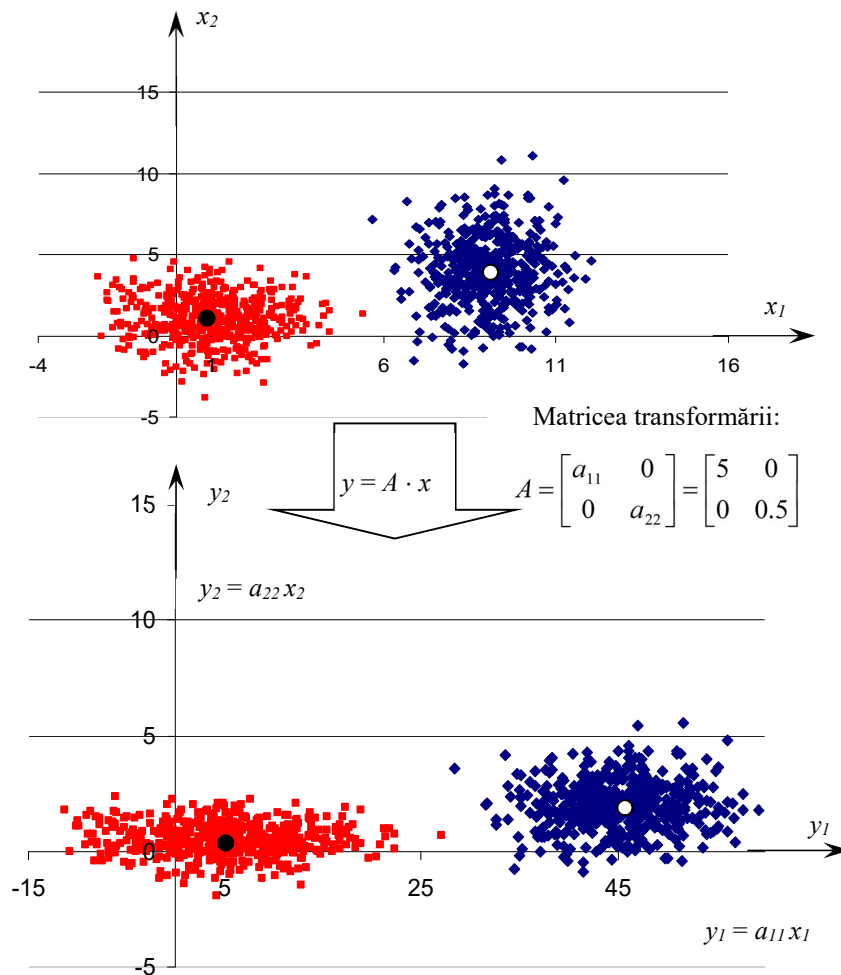 x₂
15
10
5
x₁
0
-4 1 6 11 16
-5
Matricea transformării:
y = A · x
A = [a₁₁ 0; 0 a₂₂] = [5 0; 0 0.5]
y₂
15
y₂ = a₂₂ x₂
10
5
y₁
0
-15 5 25 45
y₁ = a₁₁ x₁
-5